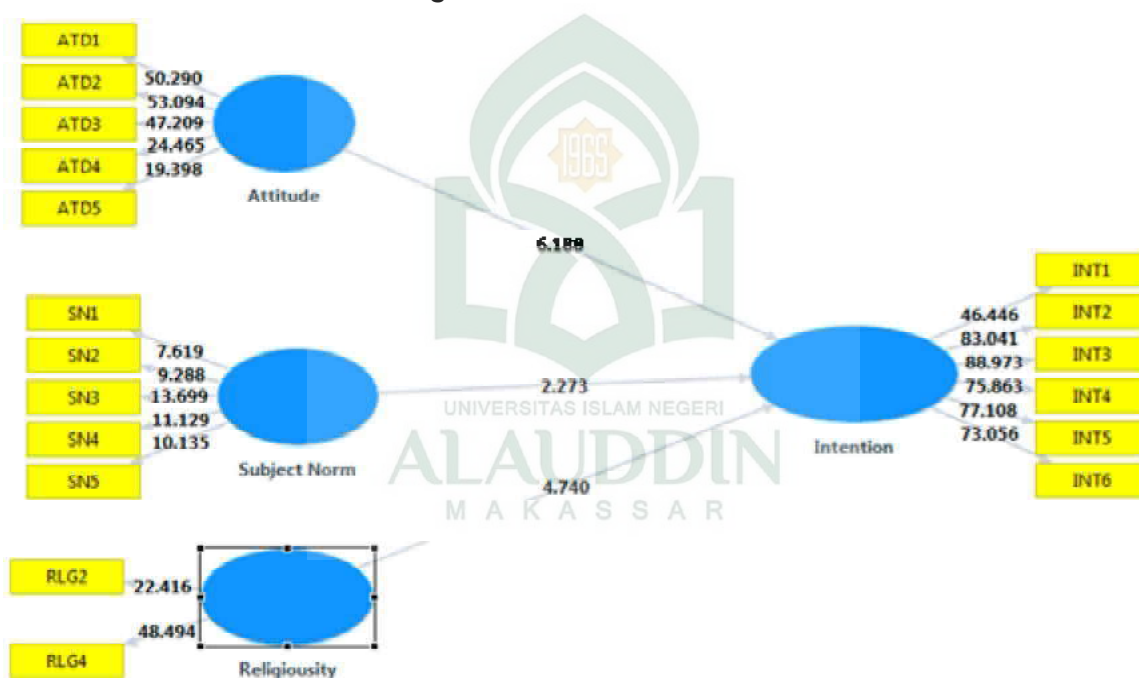 ATD1
ATD2
ATD3
ATD4
ATD5
50.290
53.094
47.209
24.465
19.398
Attitude
1965
SN1
SN2
SN3
SN4
SN5
7.619
9.288
13.699
11.129
10.135
Subject Norm
2.273
UNIVERSITAS ISLAM NEGERI
ALAUDDIN
4.740
MAKASSAR
RLG2
RLG4
22.416
48.494
Religiousity
46.446
83.041
88.973
75.863
77.108
73.056
Intention
INT1
INT2
INT3
INT4
INT5
INT6